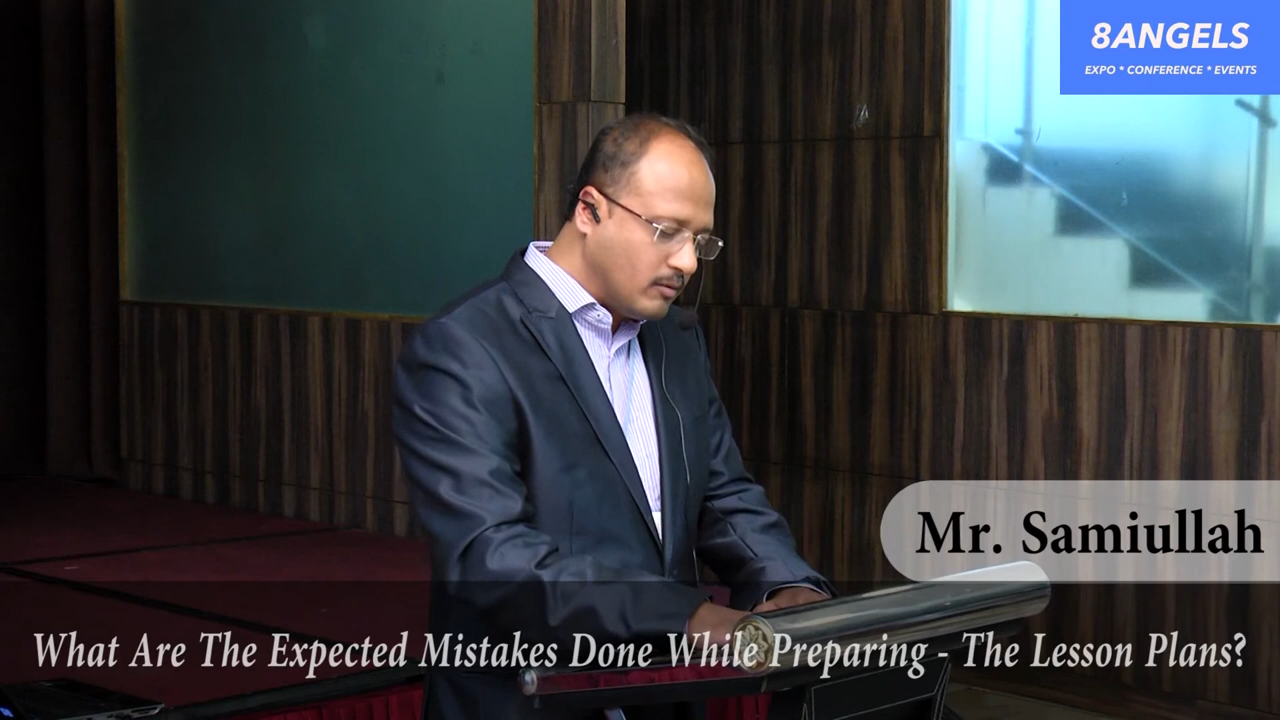 8ANGELS
EXPO * CONFERENCE * EVENTS
Mr. Samiullah
What Are The Expected Mistakes Done While Preparing - The Lesson Plans?